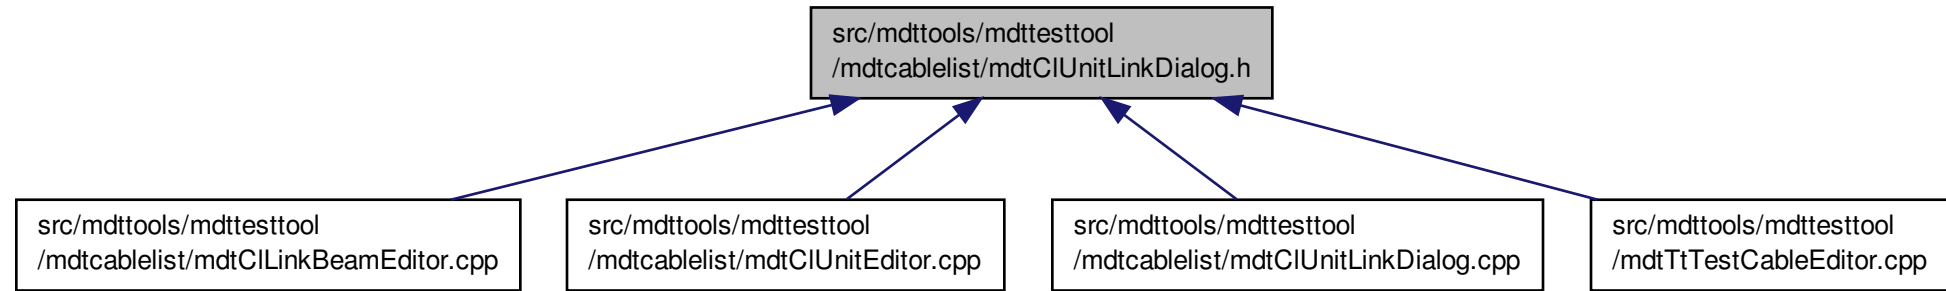 src/mdttools/mdttesttool
/mdtcablelist/mdtClUnitLinkDialog.h
src/mdttools/mdttesttool
/mdtcablelist/mdtClLinkBeamEditor.cpp
src/mdttools/mdttesttool
/mdtcablelist/mdtClUnitEditor.cpp
src/mdttools/mdttesttool
/mdtcablelist/mdtClUnitLinkDialog.cpp
src/mdttools/mdttesttool
/mdtTtTestCableEditor.cpp